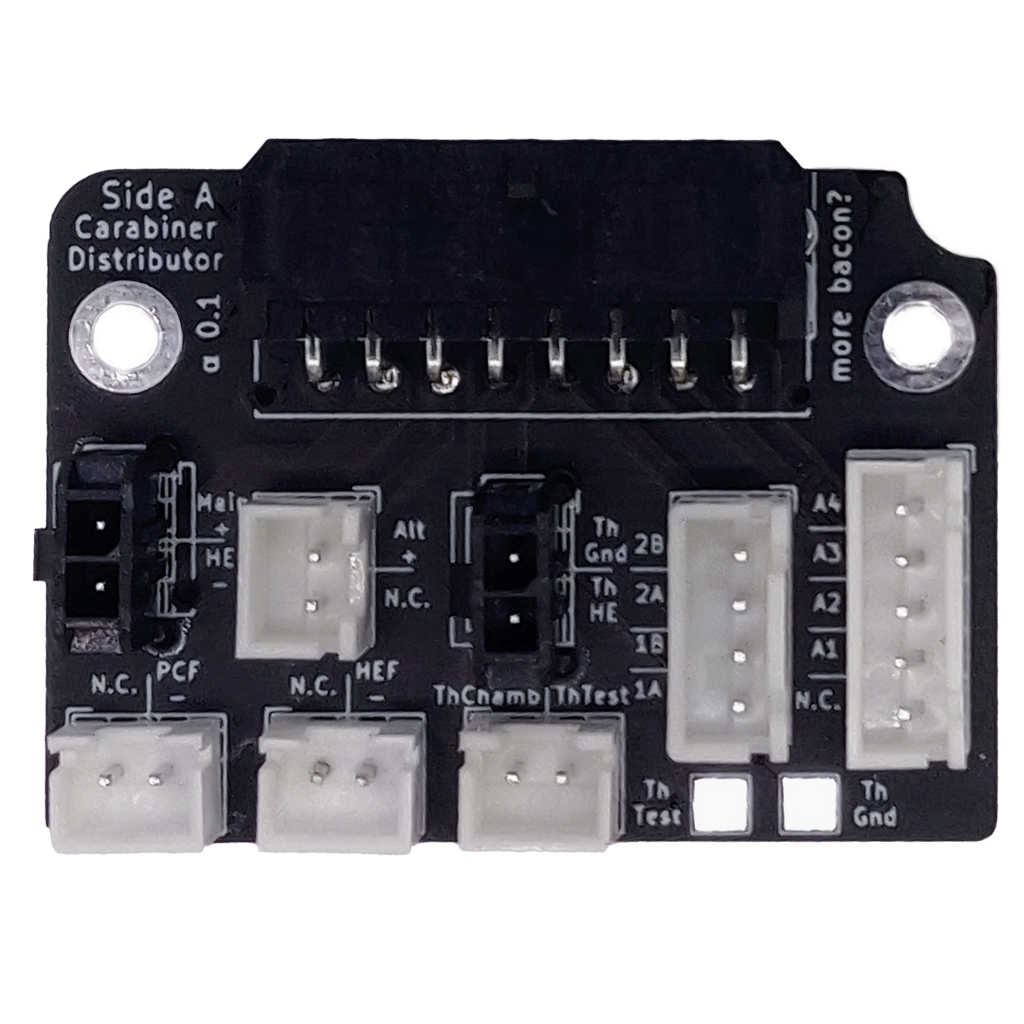 Side A
Carabiner
Distributor
α 0.1
more bacon?
Main
+
HE
-
Alt
+
N.C.
Th
Gnd
Th
HE
2B
2A
1B
1A
A4
A3
A2
A1
N.C.
N.C.
PCF
-
N.C.
HEF
-
ThChamb
ThTest
Th
Test
Th
Gnd